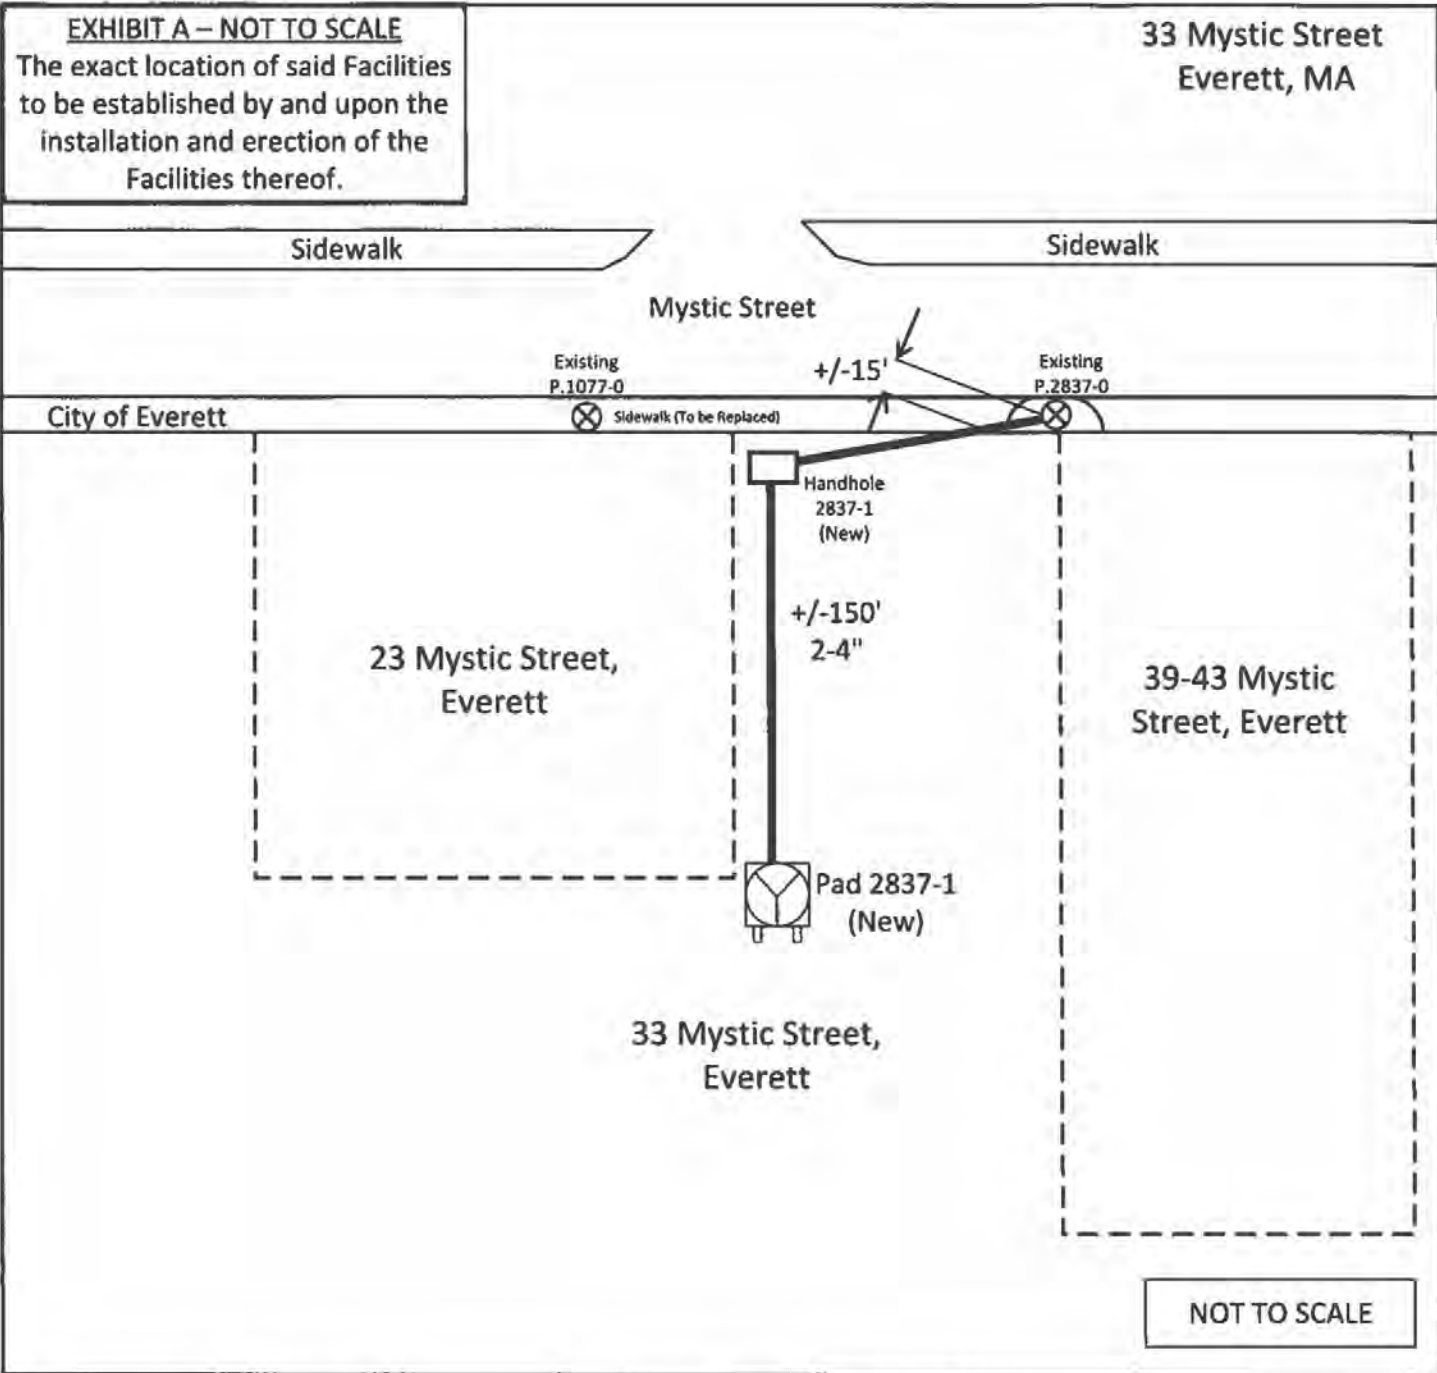 EXHIBIT A – NOT TO SCALE
The exact location of said Facilities
to be established by and upon the
installation and erection of the
Facilities thereof.
33 Mystic Street
Everett, MA
Sidewalk
Sidewalk
Mystic Street
Existing
P.1077-0
+/-15'
Existing
P.2837-0
City of Everett
Sidewalk (To be Replaced)
Handhole
2837-1
(New)
+/-150'
2-4"
23 Mystic Street,
Everett
39-43 Mystic
Street, Everett
Pad 2837-1
(New)
33 Mystic Street,
Everett
NOT TO SCALE